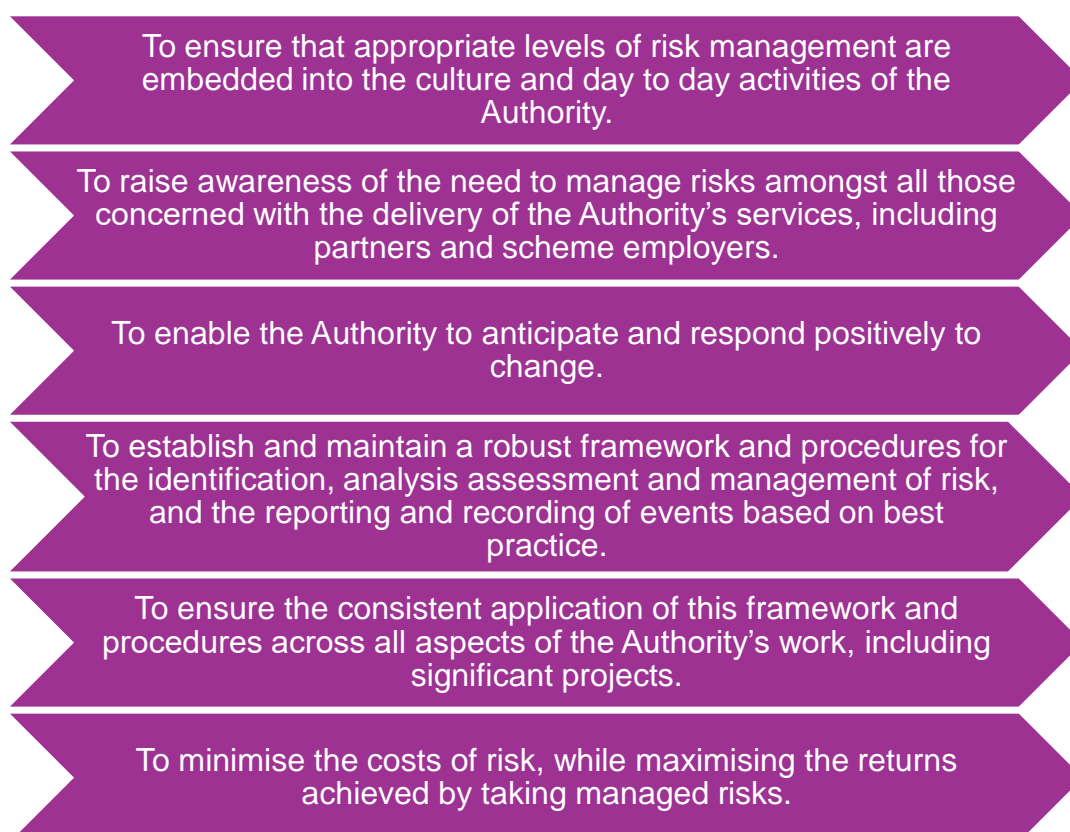 To ensure that appropriate levels of risk management are
embedded into the culture and day to day activities of the
Authority.
To raise awareness of the need to manage risks amongst all those
concerned with the delivery of the Authority’s services, including
partners and scheme employers.
To enable the Authority to anticipate and respond positively to
change.
To establish and maintain a robust framework and procedures for
the identification, analysis assessment and management of risk,
and the reporting and recording of events based on best
practice.
To ensure the consistent application of this framework and
procedures across all aspects of the Authority’s work, including
significant projects.
To minimise the costs of risk, while maximising the returns
achieved by taking managed risks.